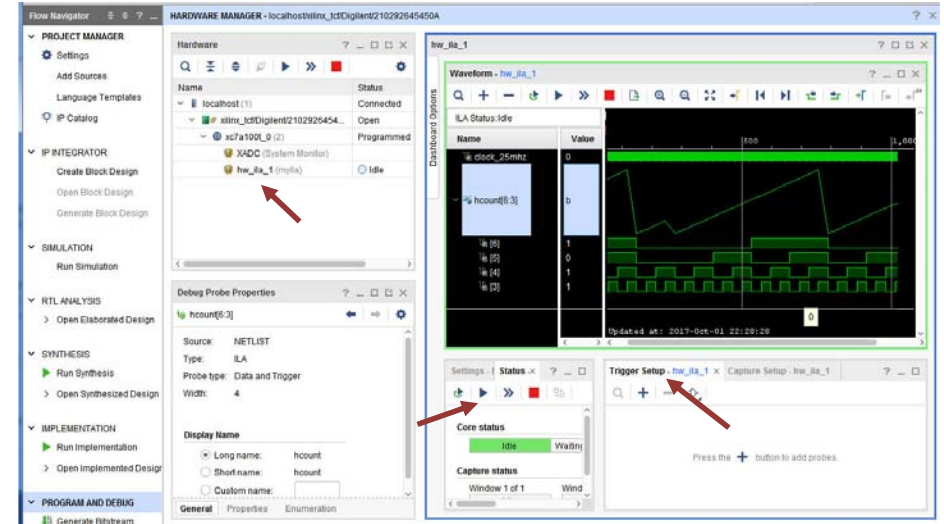 Flow Navigator
HARDWARE MANAGER - localhost/xilinx_tcf/Digilent/210292645450A
PROJECT MANAGER
Settings
Add Sources
Language Templates
IP Catalog
IP INTEGRATOR
Create Block Design
Open Block Design
Generate Block Design
SIMULATION
Run Simulation
RTL ANALYSIS
Open Elaborated Design
SYNTHESIS
Run Synthesis
Open Synthesized Design
IMPLEMENTATION
Run Implementation
Open Implemented Desigr
PROGRAM AND DEBUG
Generate Bitstream
Hardware
Name Status
localhost (1) Connected
xilinx_tcf/Digilent/2102926454... Open
xc7a100t_0 (2) Programmed
XADC (System Monitor)
hw_ila_1 (myila) Idle
Debug Probe Properties
hcount[6:3]
Source: NETLIST
Type: ILA
Probe type: Data and Trigger
Width: 4
Display Name
Long name: hcount
Short name: hcount
Custom name:
General Properties Enumeration
hw_ila_1
Dashboard Options
Waveform - hw_ila_1
ILA Status: Idle
Name Value
500 1,000
clock_25mhz 0
hcount[6:3] b
[6] 1
[5] 0
[4] 1
[3] 1
0
Updated at: 2017-Oct-01 22:28:28
Settings - Status
Core status
Idle Waiting
Capture status
Window 1 of 1 Wind
Trigger Setup - hw_ila_1 Capture Setup - hw_ila_1
Press the + button to add probes.